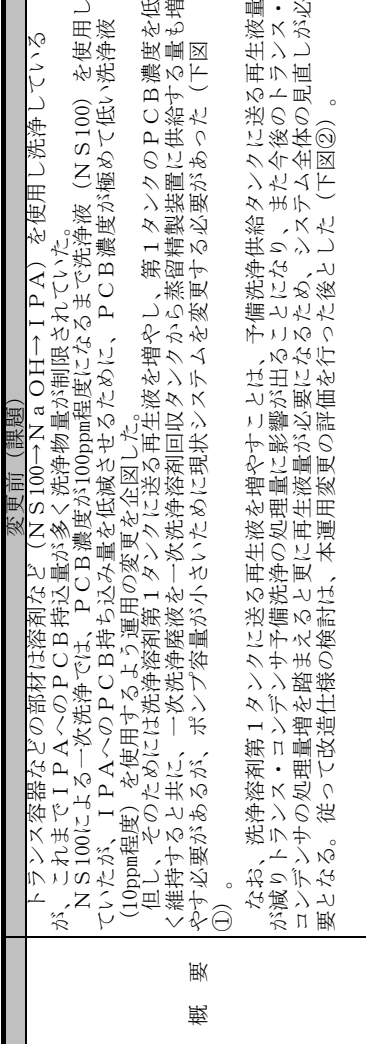 変更前（課題）
概　要
トランス容器などの部材は溶剤など（ＮＳ100→ＮａＯＨ→ＩＰＡ）を使用し洗浄している
が、これまでＩＰＡへのＰＣＢ持込量が多く洗浄物量が制限されていた。
ＮＳ100による一次洗浄では、ＰＣＢ濃度が100ppm程度になるまで洗浄液（ＮＳ100）を使用し
ていたが、ＩＰＡへのＰＣＢ持ち込み量を低減させるために、ＰＣＢ濃度が極めて低い洗浄液
（10ppm程度）を使用するよう運用の変更を企図した。
但し、そのためには洗浄溶剤第１タンクに送る再生液を増やし、第１タンクのＰＣＢ濃度を低
く維持すると共に、一次洗浄廃液を一次洗浄溶剤回収タンクから蒸留精製装置に供給する量も増
やす必要があるが、ポンプ容量が小さいために現状システムを変更する必要があった（下図
①）。
なお、洗浄溶剤第１タンクに送る再生液を増やすことは、予備洗浄供給タンクに送る再生液量
が減りトランス・コンデンサ予備洗浄の処理量に影響が出ることになり、また今後のトランス・
コンデンサの処理量増を踏まえると更に再生液量が必要になるため、システム全体の見直しが必
要となる。従って改造仕様の検討は、本運用変更の評価を行った後とした（下図②）。